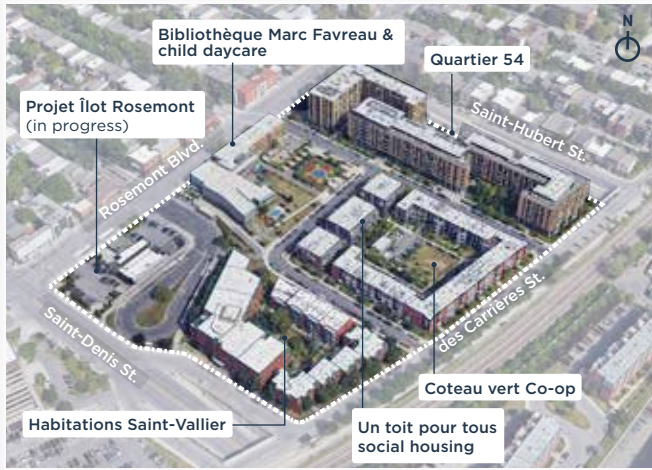 N
Bibliothèque Marc Favreau &
child daycare
Quartier 54
Projet Îlot Rosemont
(in progress)
Saint-Hubert St.
Rosemont Blvd.
Saint-Denis St.
des Carrières St.
Coteau vert Co-op
Habitations Saint-Vallier
Un toit pour tous
social housing